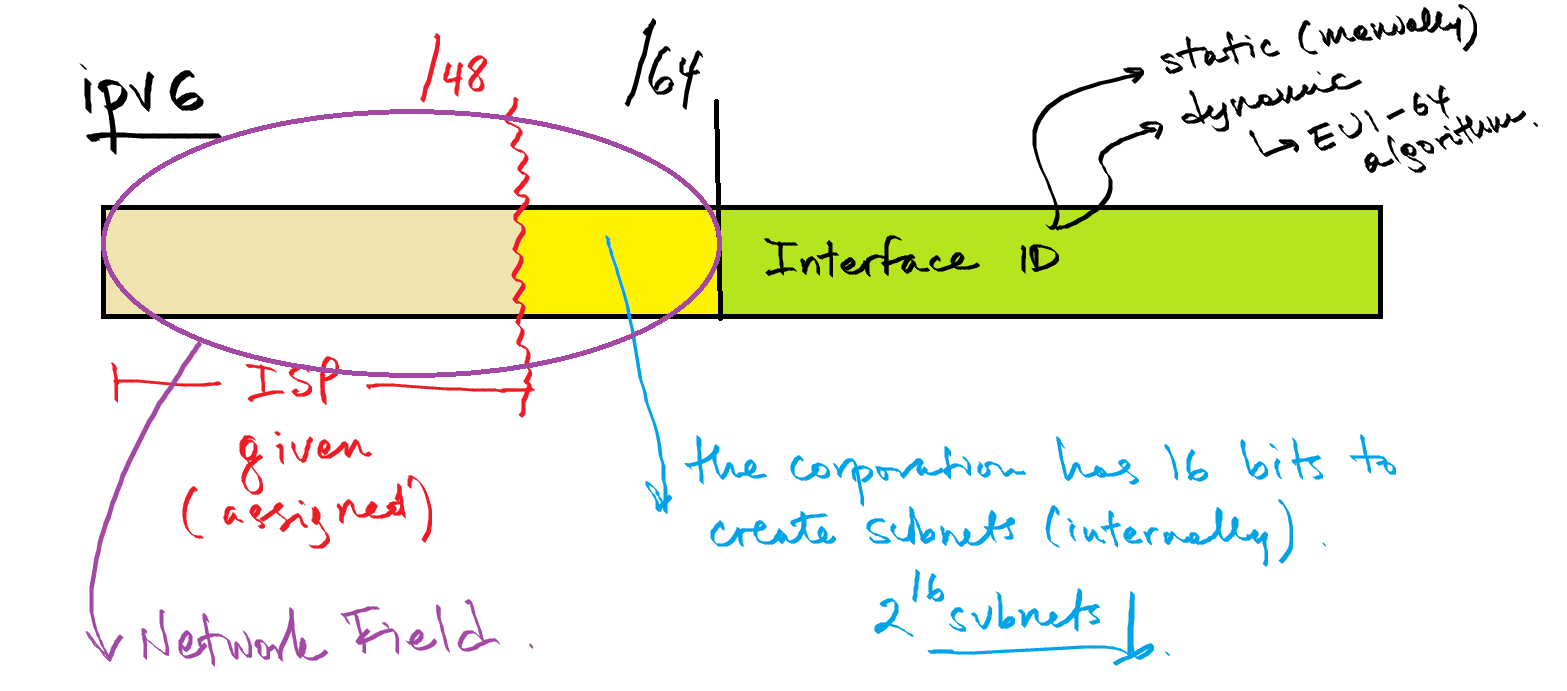 ipv6
/48
/64
static (manually)
dynamic
↳ EUI-64
algorithm.
Interface ID
ISP
given
(assigned)
the corporation has 16 bits to
create subnets (internally).
2^16 subnets
Network Field.